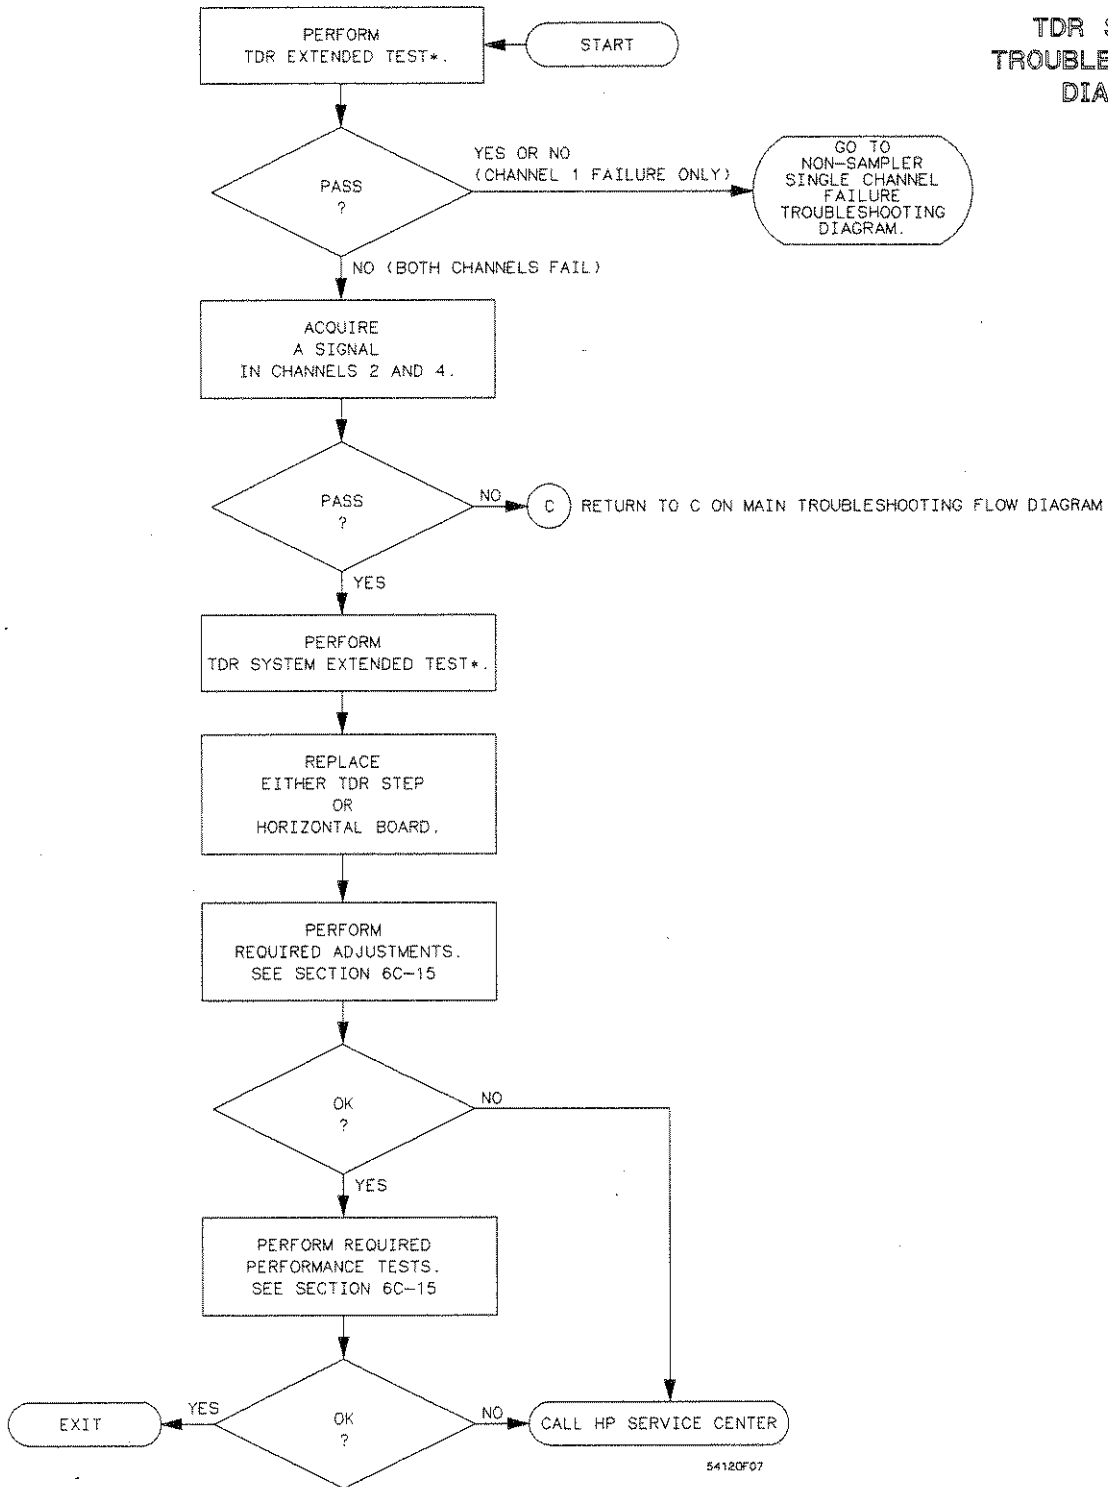 TDR S
TROUBLE
DIA
START
PERFORM
TDR EXTENDED TEST*.
PASS
?
YES OR NO
(CHANNEL 1 FAILURE ONLY)
GO TO
NON-SAMPLER
SINGLE CHANNEL
FAILURE
TROUBLESHOOTING
DIAGRAM.
NO (BOTH CHANNELS FAIL)
ACQUIRE
A SIGNAL
IN CHANNELS 2 AND 4.
PASS
?
NO
C
RETURN TO C ON MAIN TROUBLESHOOTING FLOW DIAGRAM
YES
PERFORM
TDR SYSTEM EXTENDED TEST*.
REPLACE
EITHER TDR STEP
OR
HORIZONTAL BOARD.
PERFORM
REQUIRED ADJUSTMENTS.
SEE SECTION 6C-15
OK
?
NO
YES
PERFORM REQUIRED
PERFORMANCE TESTS.
SEE SECTION 6C-15
OK
?
YES
EXIT
NO
CALL HP SERVICE CENTER
54120F07